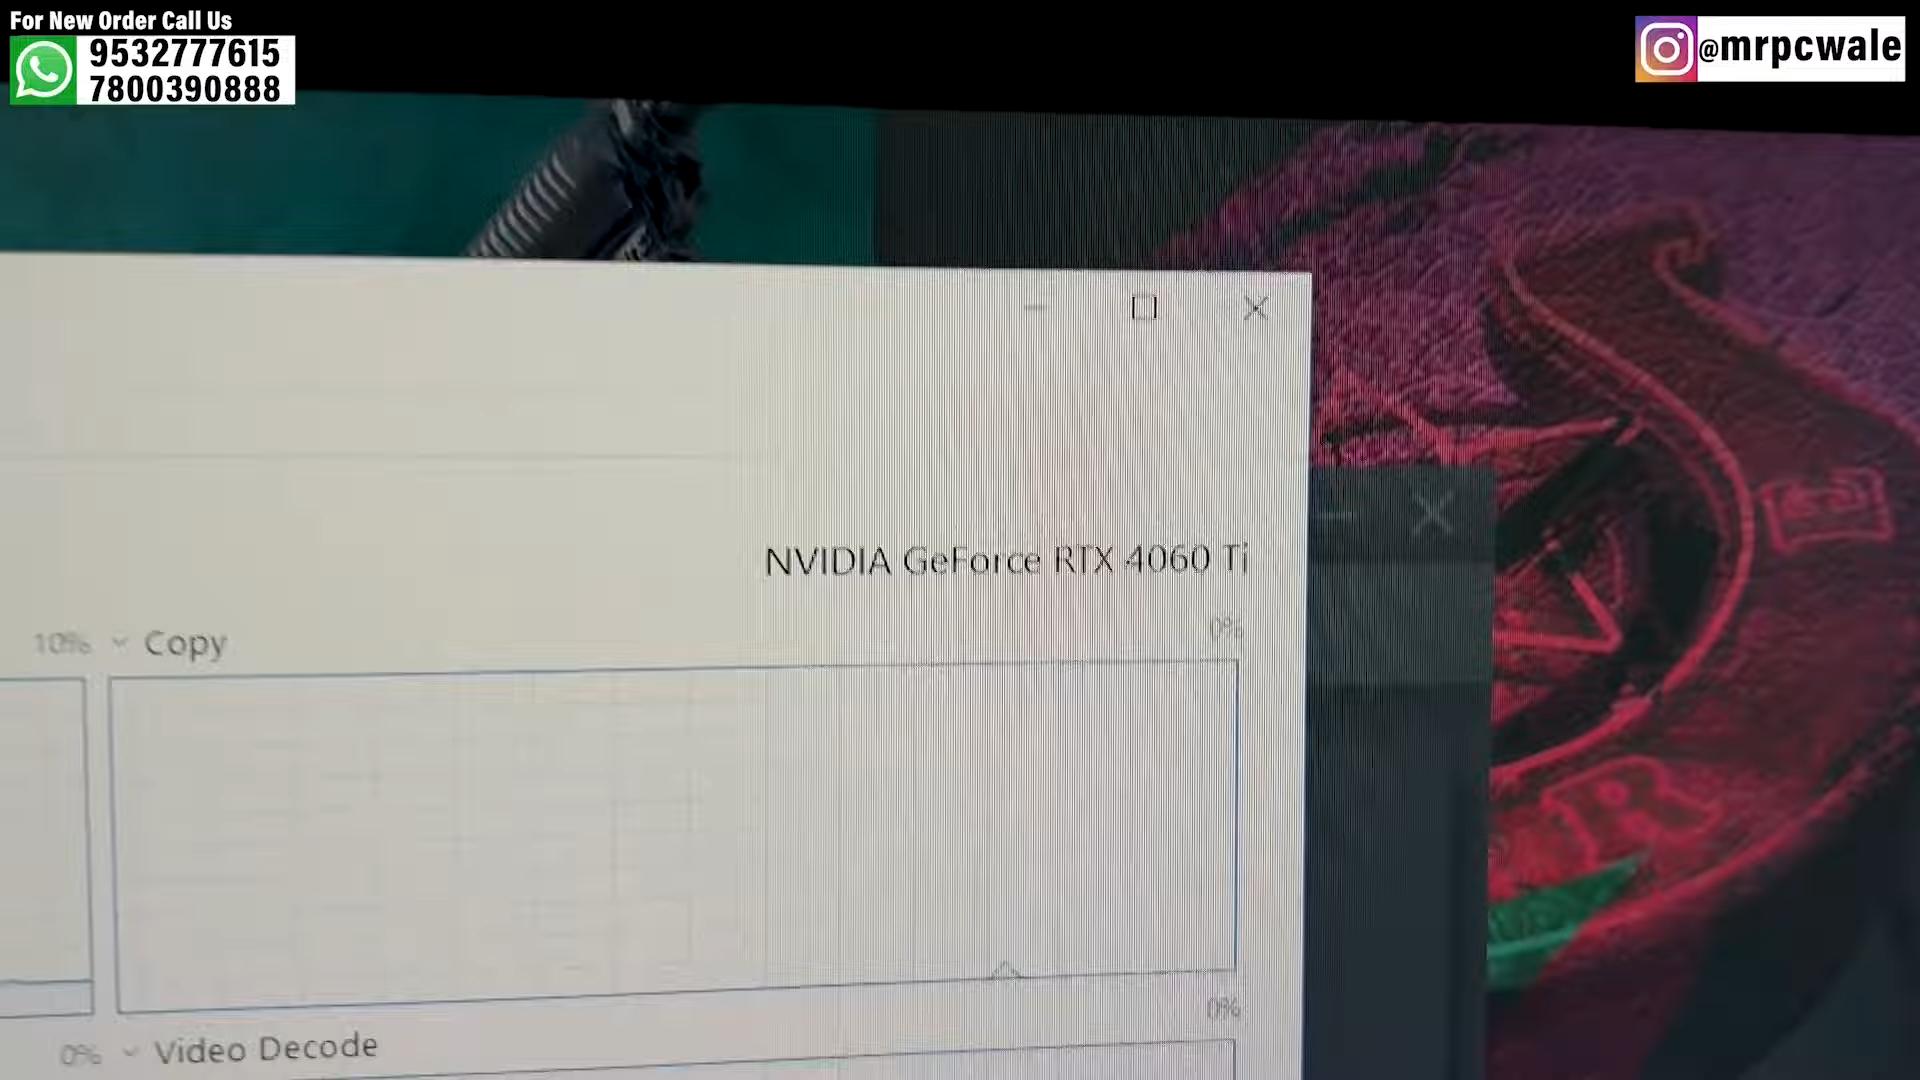 For New Order Call Us
9532777615
7800390888
@mrpcwale
NVIDIA GeForce RTX 4060 Ti
0%
10%
Copy
0%
0%
Video Decode